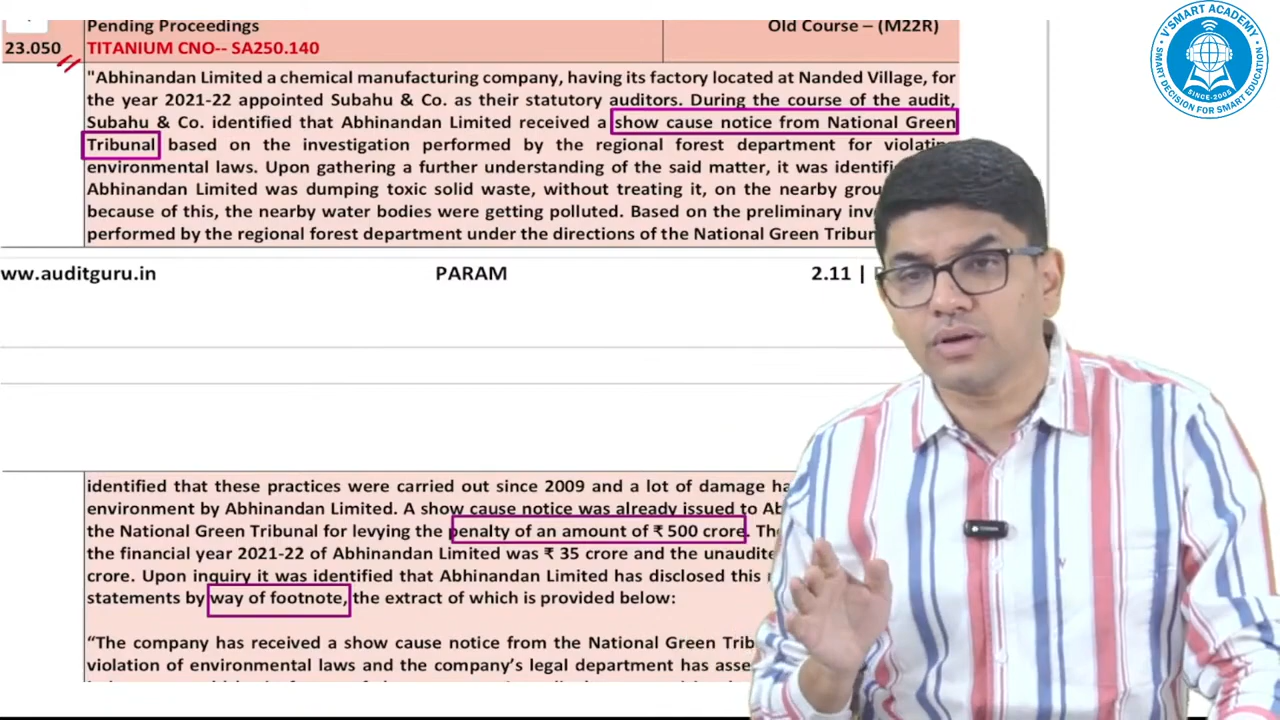 Pending Proceedings
Old Course – (M22R)
23.050
TITANIUM CNO-- SA250.140
"Abhinandan Limited a chemical manufacturing company, having its factory located at Nanded Village, for
the year 2021-22 appointed Subahu & Co. as their statutory auditors. During the course of the audit,
Subahu & Co. identified that Abhinandan Limited received a show cause notice from National Green
Tribunal based on the investigation performed by the regional forest department for violating
environmental laws. Upon gathering a further understanding of the said matter, it was
Abhinandan Limited was dumping toxic solid waste, without treating it, on the nearby
because of this, the nearby water bodies were getting polluted. Based on the preliminary
performed by the regional forest department under the directions of the National Green
ww.auditguru.in
PARAM
2.11 |
identified that these practices were carried out since 2009 and a lot of damage
environment by Abhinandan Limited. A show cause notice was already issued to
the National Green Tribunal for levying the penalty of an amount of ₹ 500 crore.
the financial year 2021-22 of Abhinandan Limited was ₹ 35 crore and the
crore. Upon inquiry it was identified that Abhinandan Limited has disclosed this
statements by way of footnote, the extract of which is provided below:
“The company has received a show cause notice from the National Green
violation of environmental laws and the company’s legal department has
V'SMART ACADEMY
SMART DECISION FOR SMART EDUCATION
SINCE-2005